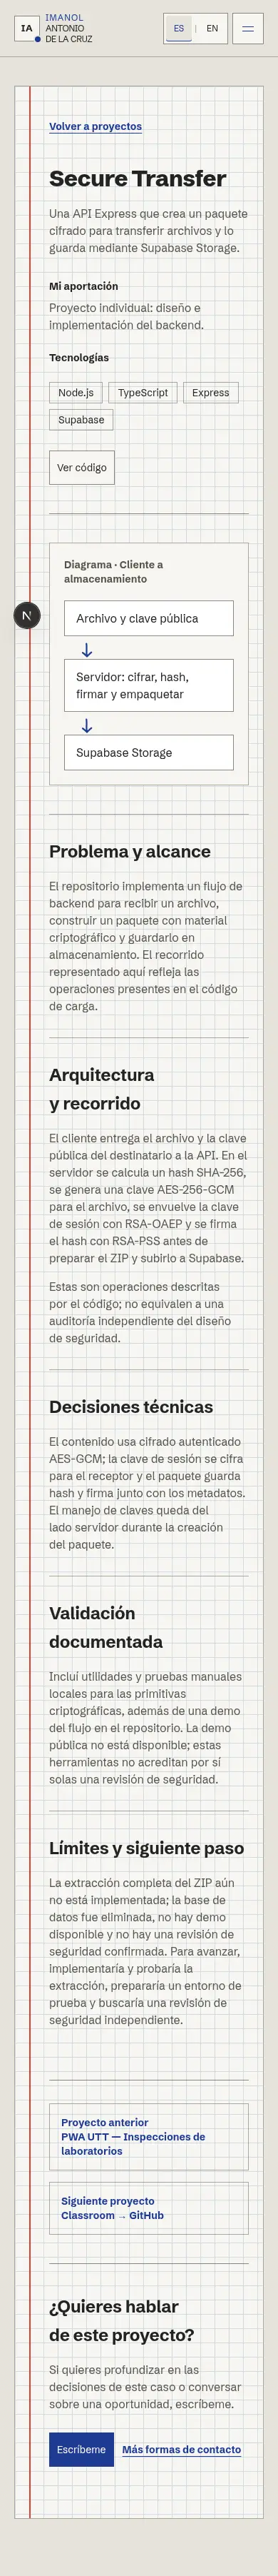 IA
IMANOL
ANTONIO
DE LA CRUZ
ES | EN
Volver a proyectos
Secure Transfer
Una API Express que crea un paquete
cifrado para transferir archivos y lo
guarda mediante Supabase Storage.
Mi aportación
Proyecto individual: diseño e
implementación del backend.
Tecnologías
Node.js
TypeScript
Express
Supabase
Ver código
Diagrama · Cliente a
almacenamiento
N
Archivo y clave pública
↓
Servidor: cifrar, hash,
firmar y empaquetar
↓
Supabase Storage
Problema y alcance
El repositorio implementa un flujo de
backend para recibir un archivo,
construir un paquete con material
criptográfico y guardarlo en
almacenamiento. El recorrido
representado aquí refleja las
operaciones presentes en el código
de carga.
Arquitectura
y recorrido
El cliente entrega el archivo y la clave
pública del destinatario a la API. En el
servidor se calcula un hash SHA-256,
se genera una clave AES-256-GCM
para el archivo, se envuelve la clave
de sesión con RSA-OAEP y se firma
el hash con RSA-PSS antes de
preparar el ZIP y subirlo a Supabase.
Estas son operaciones descritas
por el código; no equivalen a una
auditoría independiente del diseño
de seguridad.
Decisiones técnicas
El contenido usa cifrado autenticado
AES-GCM; la clave de sesión se cifra
para el receptor y el paquete guarda
hash y firma junto con los metadatos.
El manejo de claves queda del
lado servidor durante la creación
del paquete.
Validación
documentada
Incluí utilidades y pruebas manuales
locales para las primitivas
criptográficas, además de una demo
del flujo en el repositorio. La demo
pública no está disponible; estas
herramientas no acreditan por sí
solas una revisión de seguridad.
Límites y siguiente paso
La extracción completa del ZIP aún
no está implementada; la base de
datos fue eliminada, no hay demo
disponible y no hay una revisión de
seguridad confirmada. Para avanzar,
implementaría y probaría la
extracción, prepararía un entorno de
prueba y buscaría una revisión de
seguridad independiente.
Proyecto anterior
PWA UTT — Inspecciones de
laboratorios
Siguiente proyecto
Classroom → GitHub
¿Quieres hablar
de este proyecto?
Si quieres profundizar en las
decisiones de este caso o conversar
sobre una oportunidad, escríbeme.
Escríbeme
Más formas de contacto